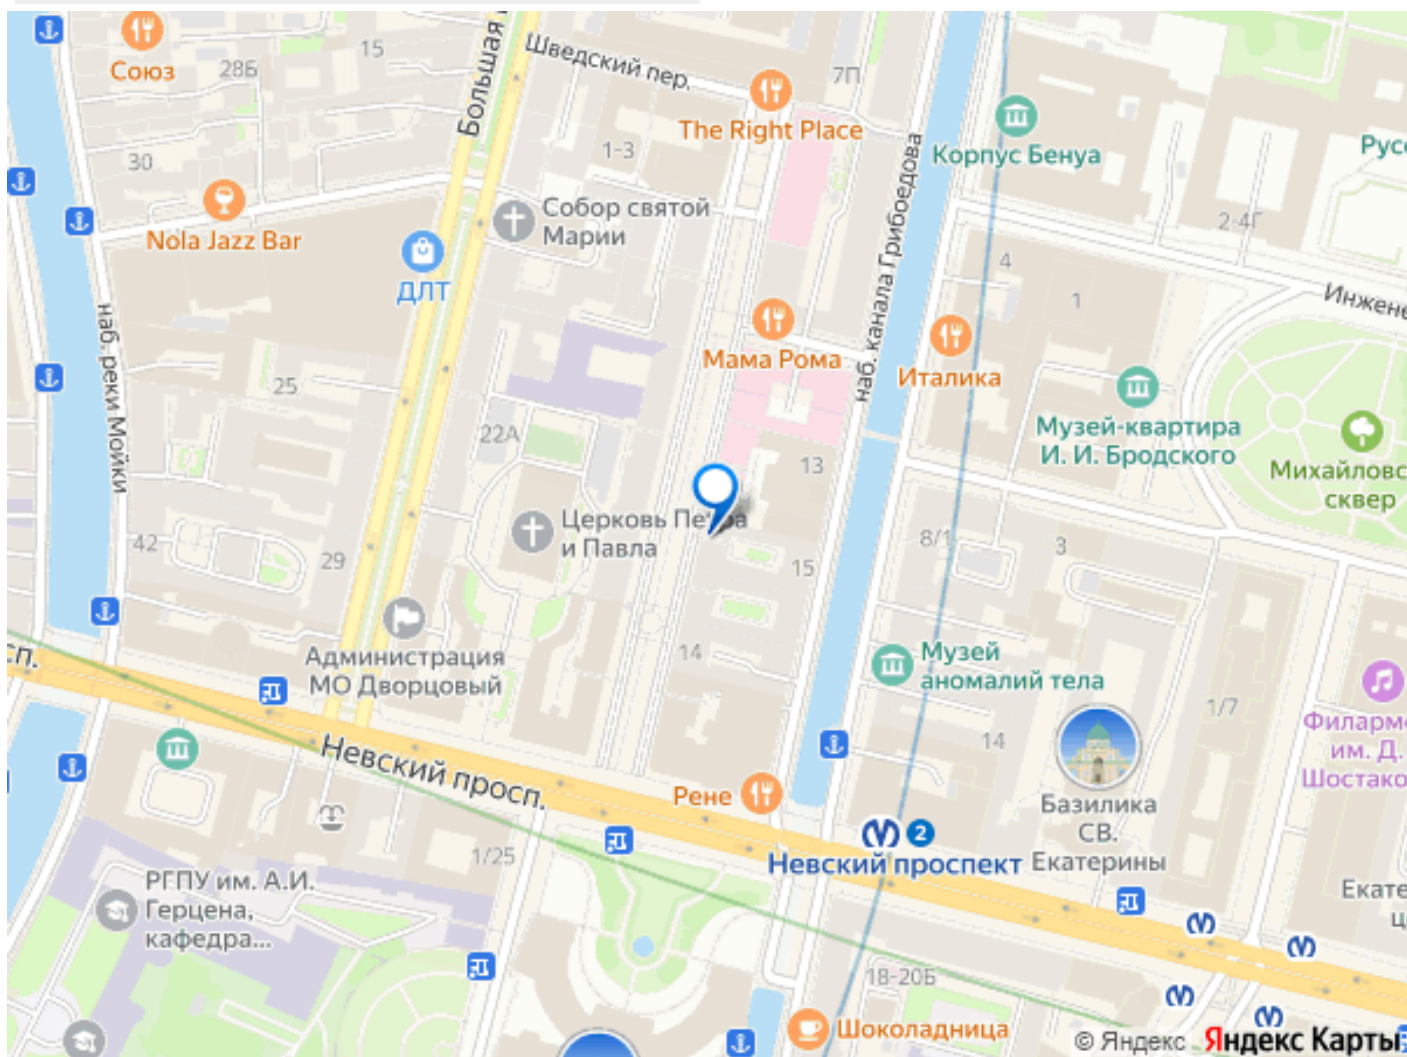 Союз
28Б
15
Большая
Шведский пер.
7П
The Right Place
Корпус Бенуа
Русс
30
1-3
Nola Jazz Bar
Собор святой
Марии
наб. канала Грибоедова
2-4Г
ДЛТ
4
1
Инжене
наб. реки Мойки
Мама Рома
Италика
25
22А
Музей-квартира
И. И. Бродского
Михайловс
сквер
13
Церковь Петра
и Павла
42
29
15
8/1
3
14
Администрация
МО Дворцовый
Музей
аномалий тела
сп.
1/7
14
Филармо
им. Д.
Шостако
Невский просп.
Рене
Базилика
СВ.
Екатерины
2
Невский проспект
1/25
РГПУ им. А.И.
Герцена,
кафедра...
Екате
ц
18-20Б
Шоколадница
© Яндекс
Яндекс Карты